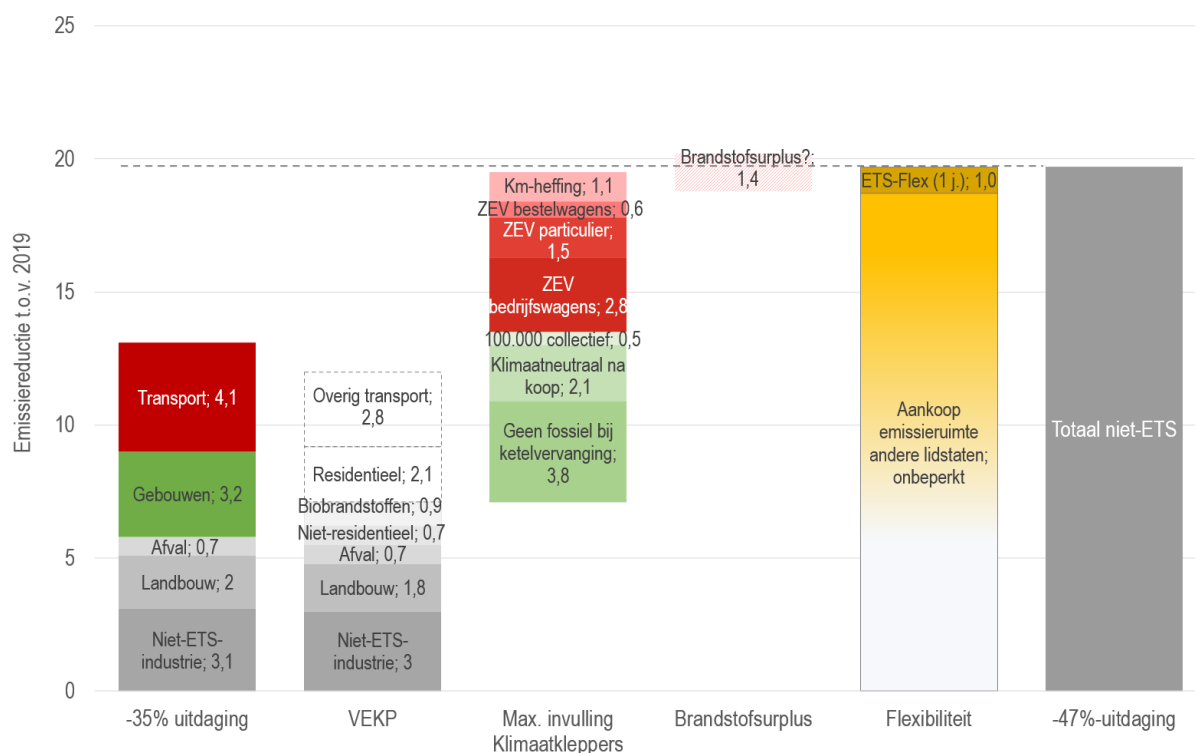 25
20
15
10
5
0
Emissiereductie t.o.v. 2019
Transport; 4,1
Gebouwen; 3,2
Afval; 0,7
Landbouw; 2
Niet-ETS-
industrie; 3,1
Overig transport;
2,8
Residentieel; 2,1
Biobrandstoffen; 0,9
Niet-residentieel; 0,7
Afval; 0,7
Landbouw; 1,8
Niet-ETS-
industrie; 3
Km-heffing; 1,1
ZEV bestelwagens; 0,6
ZEV particulier;
1,5
ZEV
bedrijfswagens; 2,8
100.000 collectief; 0,5
Klimaatneutraal na
koop; 2,1
Geen fossiel bij
ketelvervanging;
3,8
Brandstofsurplus?;
1,4
ETS-Flex (1 j.); 1,0
Aankoop
emissieruimte
andere lidstaten;
onbeperkt
Totaal niet-ETS
-35% uitdaging
VEKP
Max. invulling
Klimaatkleppers
Brandstofsurplus
Flexibiliteit
-47%-uitdaging